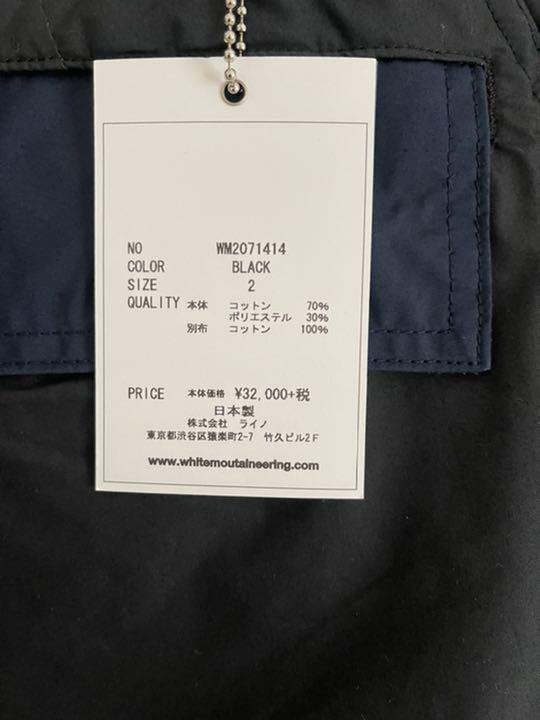 NO WM2071414
COLOR BLACK
SIZE 2
QUALITY 本体 コットン 70%
ポリエステル 30%
別布 コットン 100%
PRICE 本体価格 ¥32,000+税
日本製
株式会社 ライノ
東京都渋谷区猿楽町2-7 竹久ビル2F
www.whitemoutaineering.com